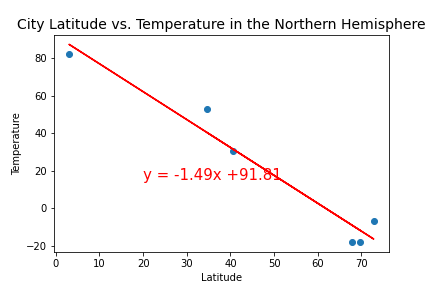 City Latitude vs. Temperature in the Northern Hemisphere
Temperature
80
60
40
20
0
−20
y = -1.49x +91.81
0 10 20 30 40 50 60 70
Latitude